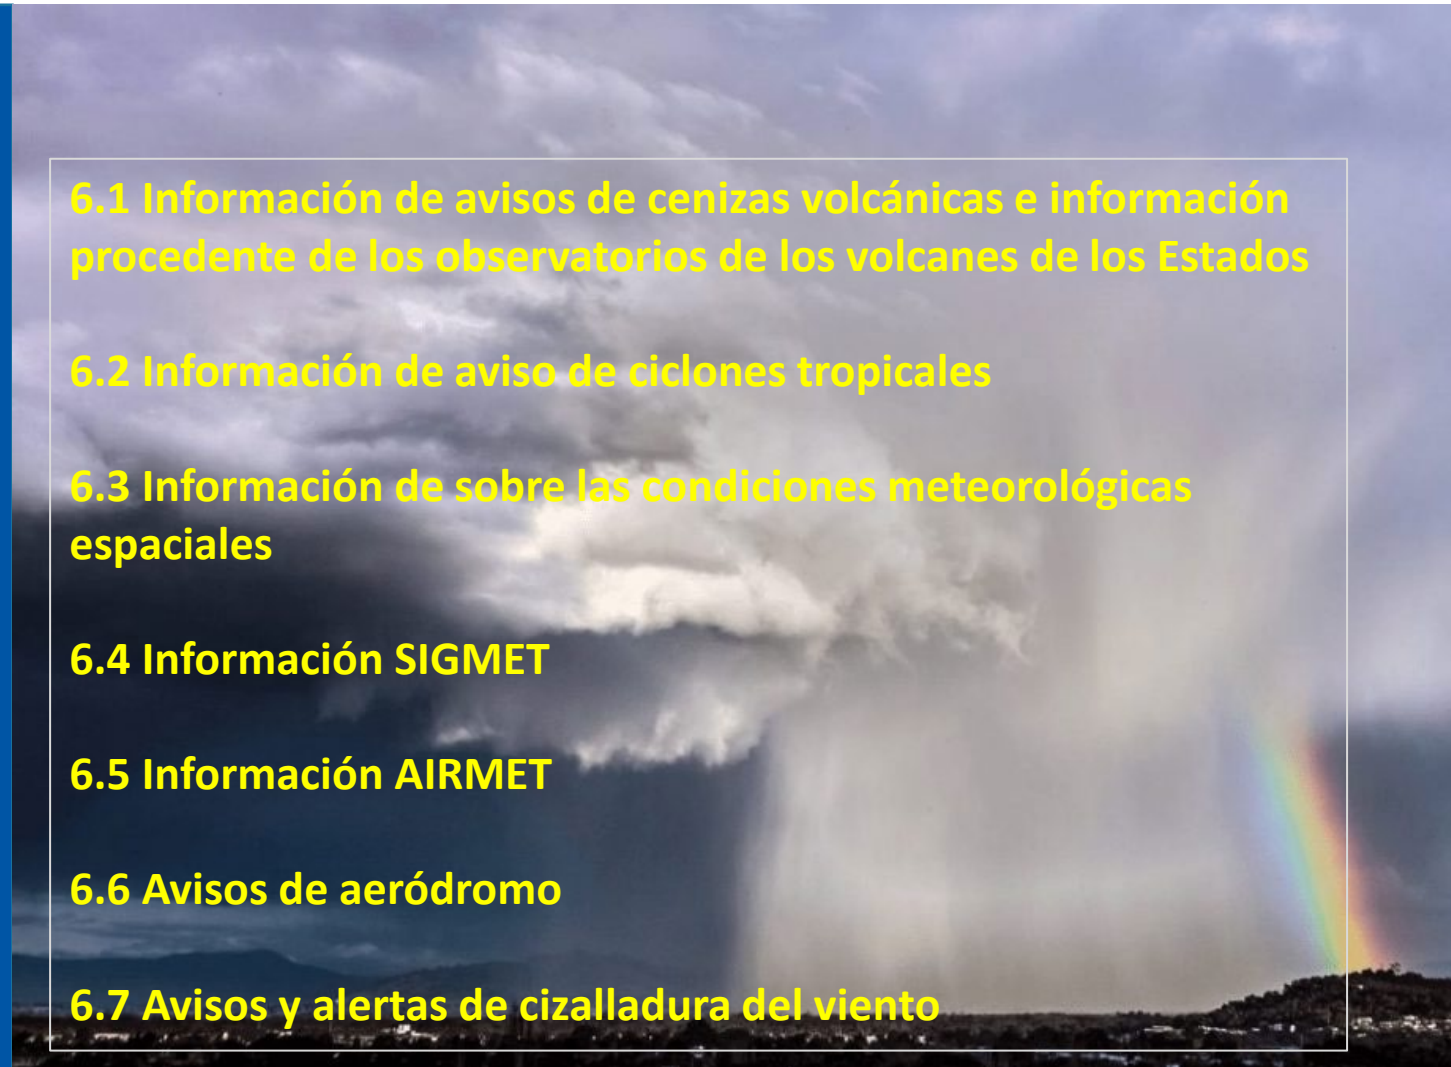 6.1 Información de avisos de cenizas volcánicas e información
procedente de los observatorios de los volcanes de los Estados
6.2 Información de aviso de ciclones tropicales
6.3 Información de sobre las condiciones meteorológicas
espaciales
6.4 Información SIGMET
6.5 Información AIRMET
6.6 Avisos de aeródromo
6.7 Avisos y alertas de cizalladura del viento